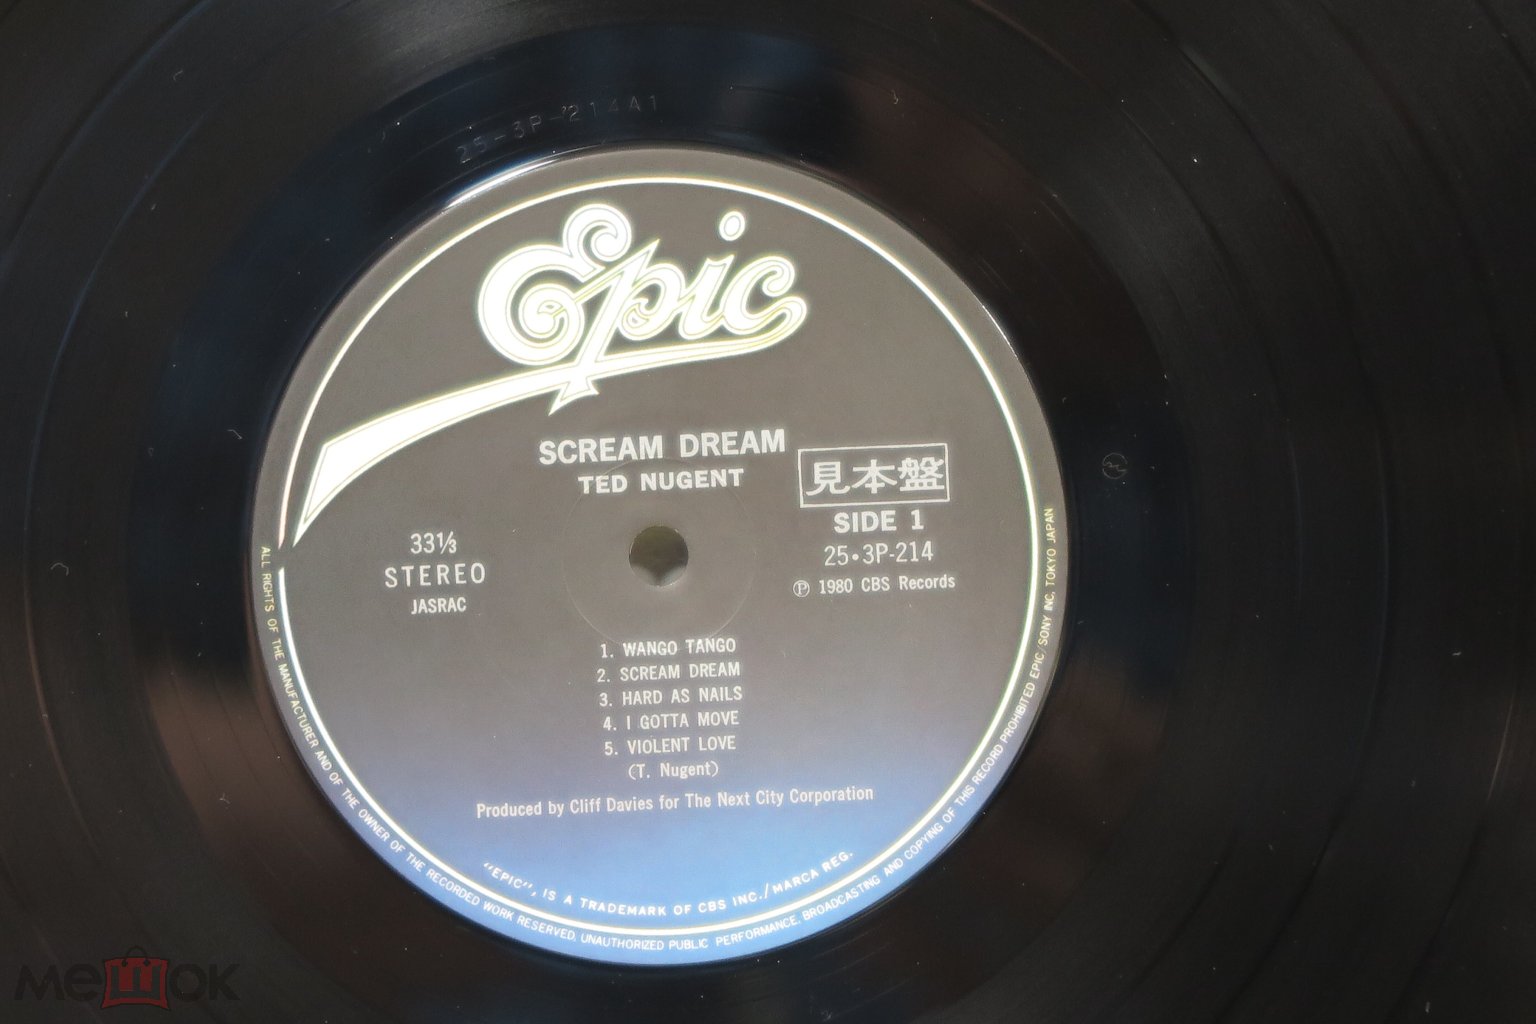 25-3P-214A1
Epic
SCREAM DREAM
TED NUGENT
見本盤
SIDE 1
25•3P-214
Ⓟ 1980 CBS Records
33⅓
STEREO
JASRAC
1. WANGO TANGO
2. SCREAM DREAM
3. HARD AS NAILS
4. I GOTTA MOVE
5. VIOLENT LOVE
(T. Nugent)
Produced by Cliff Davies for The Next City Corporation
"EPIC", IS A TRADEMARK OF CBS INC./MARCA REG.
ALL RIGHTS OF THE MANUFACTURER AND OF THE OWNER OF THE RECORDED WORK RESERVED. UNAUTHORIZED PUBLIC PERFORMANCE, BROADCASTING AND COPYING OF THIS RECORD PROHIBITED EPIC/SONY INC. TOKYO JAPAN
мешок